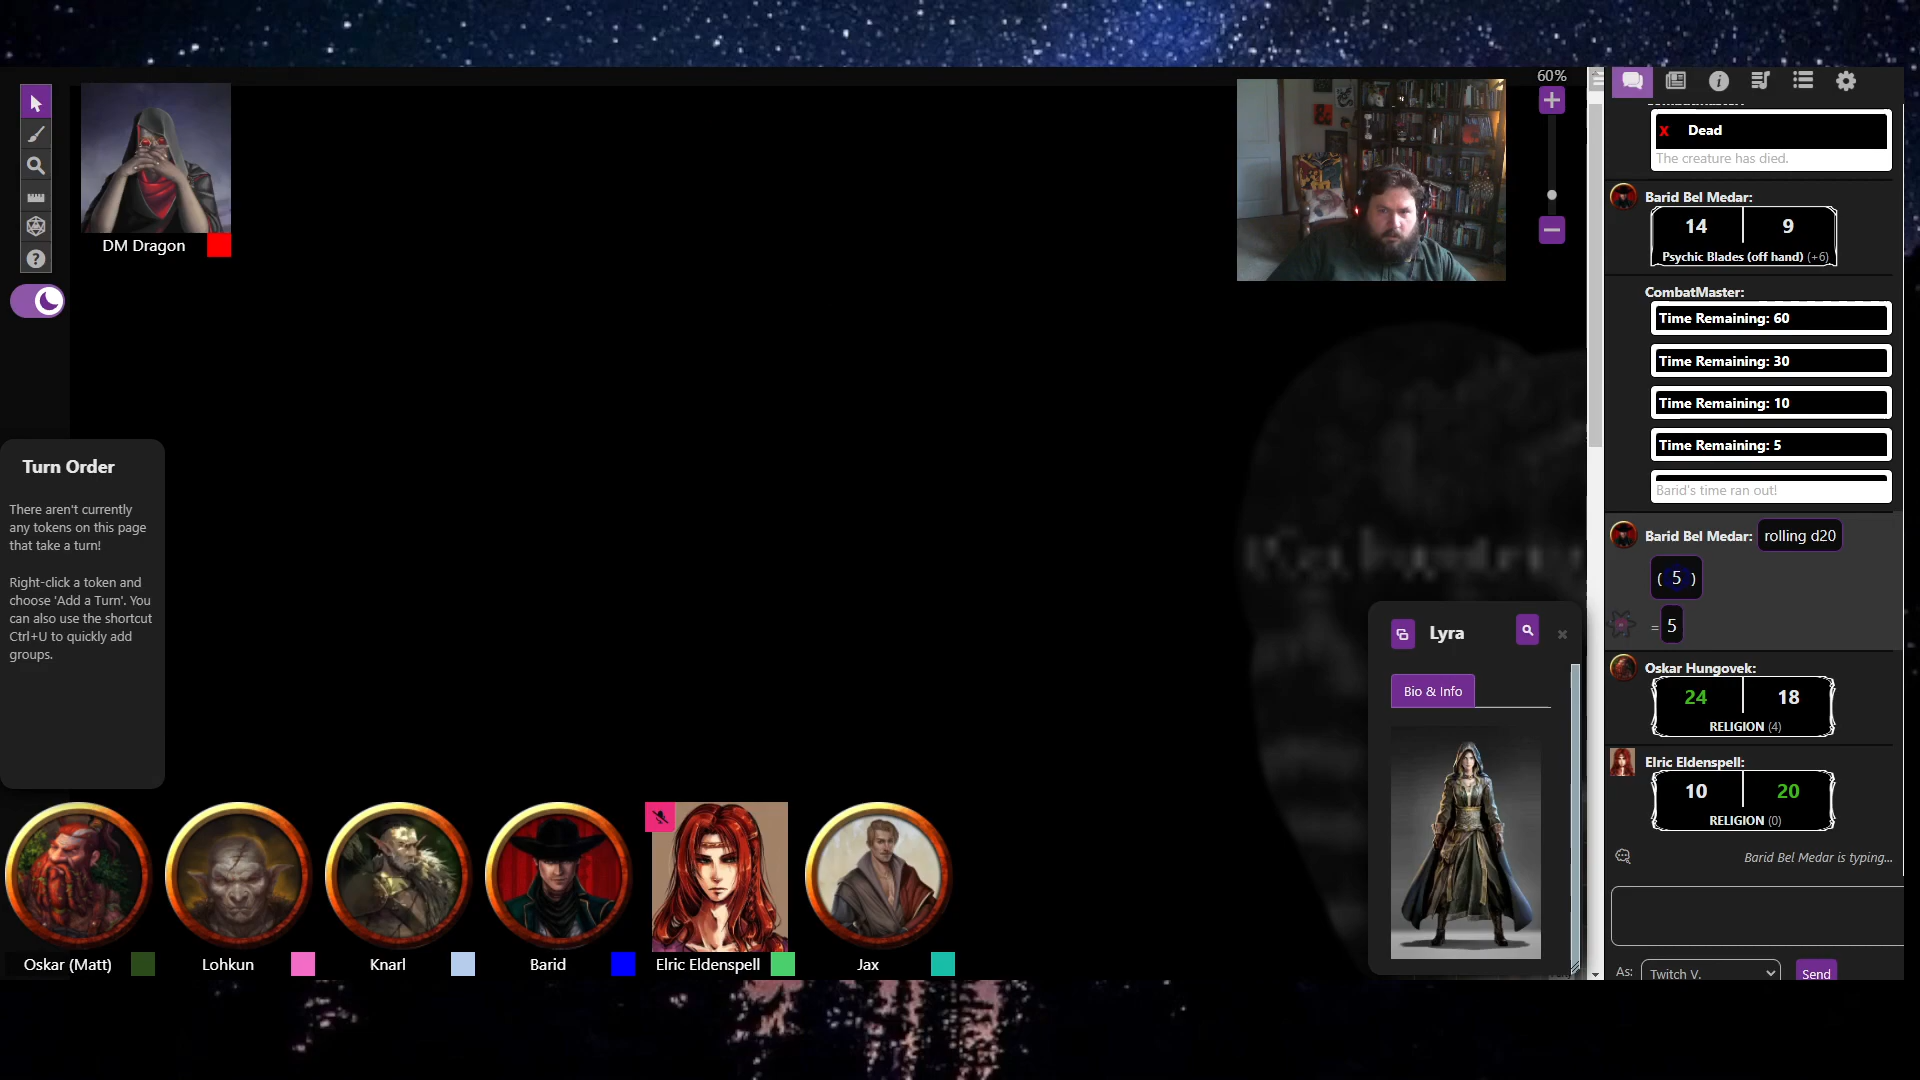 60%
DM Dragon
Dead
The creature has died.
Barid Bel Medar:
14 9
Psychic Blades (off hand) (+6)
CombatMaster:
Time Remaining: 60
Time Remaining: 30
Time Remaining: 10
Time Remaining: 5
Barid's time ran out!
Barid Bel Medar: rolling d20
( 5 )
= 5
Oskar Hungovek:
24 18
RELIGION (4)
Elric Eldenspell:
10 20
RELIGION (0)
Barid Bel Medar is typing...
As: Twitch V. Send
Turn Order
There aren't currently
any tokens on this page
that take a turn!
Right-click a token and
choose 'Add a Turn'. You
can also use the shortcut
Ctrl+U to quickly add
groups.
Lyra
Bio & Info
Oskar (Matt)
Lohkun
Knarl
Barid
Elric Eldenspell
Jax